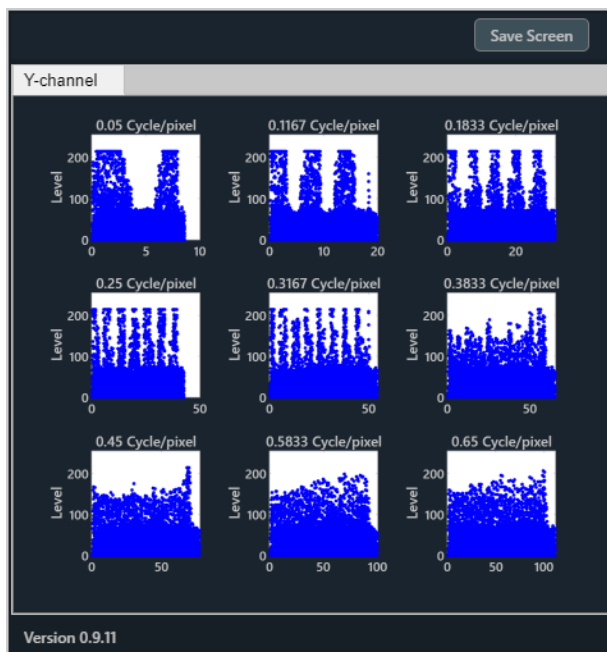 Save Screen
Y-channel
0.05 Cycle/pixel 0.1167 Cycle/pixel 0.1833 Cycle/pixel
Level 200 100 0 Level 200 100 0 Level 200 100 0
0 5 10 0 10 20 0 20
0.25 Cycle/pixel 0.3167 Cycle/pixel 0.3833 Cycle/pixel
Level 200 100 0 Level 200 100 0 Level 200 100 0
0 50 0 50 0 50
0.45 Cycle/pixel 0.5833 Cycle/pixel 0.65 Cycle/pixel
Level 200 100 0 Level 200 100 0 Level 200 100 0
0 50 0 50 100 0 50 100
Version 0.9.11